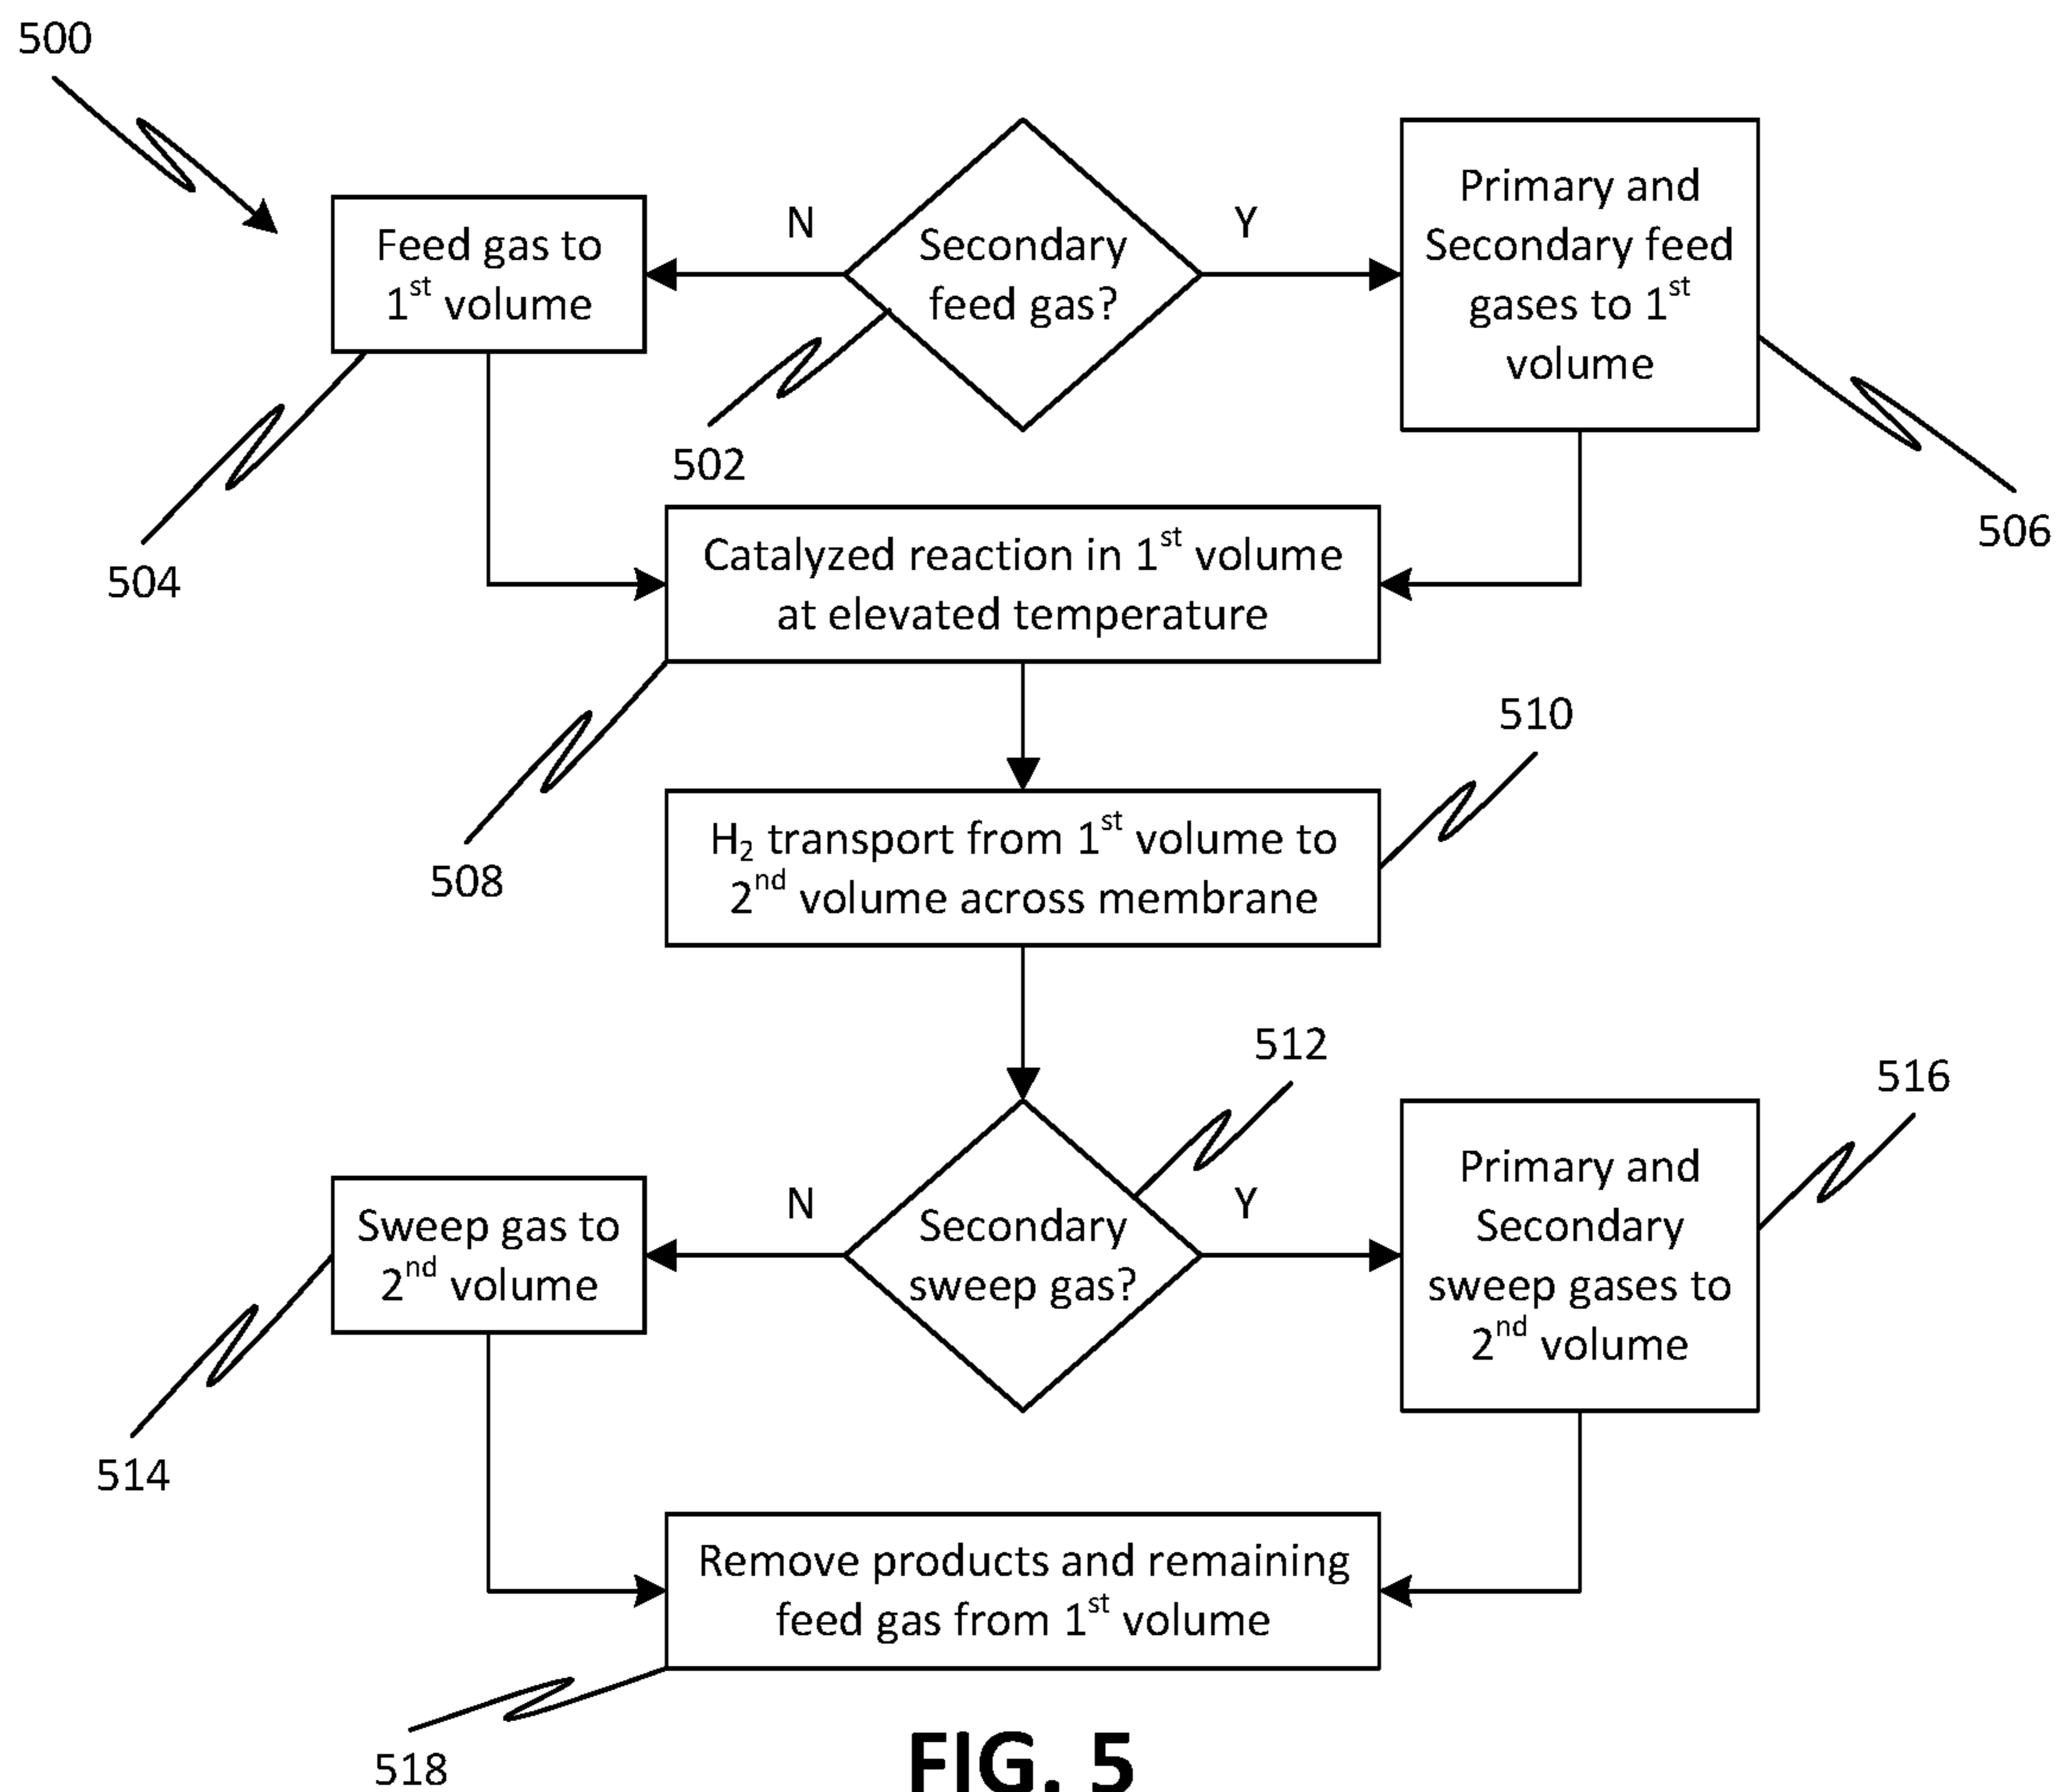 500
Feed gas to
1st volume
N
Secondary
feed gas?
Y
Primary and
Secondary feed
gases to 1st
volume
502
504
506
Catalyzed reaction in 1st volume
at elevated temperature
508
510
H2 transport from 1st volume to
2nd volume across membrane
512
516
Sweep gas to
2nd volume
N
Secondary
sweep gas?
Y
Primary and
Secondary
sweep gases to
2nd volume
514
Remove products and remaining
feed gas from 1st volume
518
FIG. 5